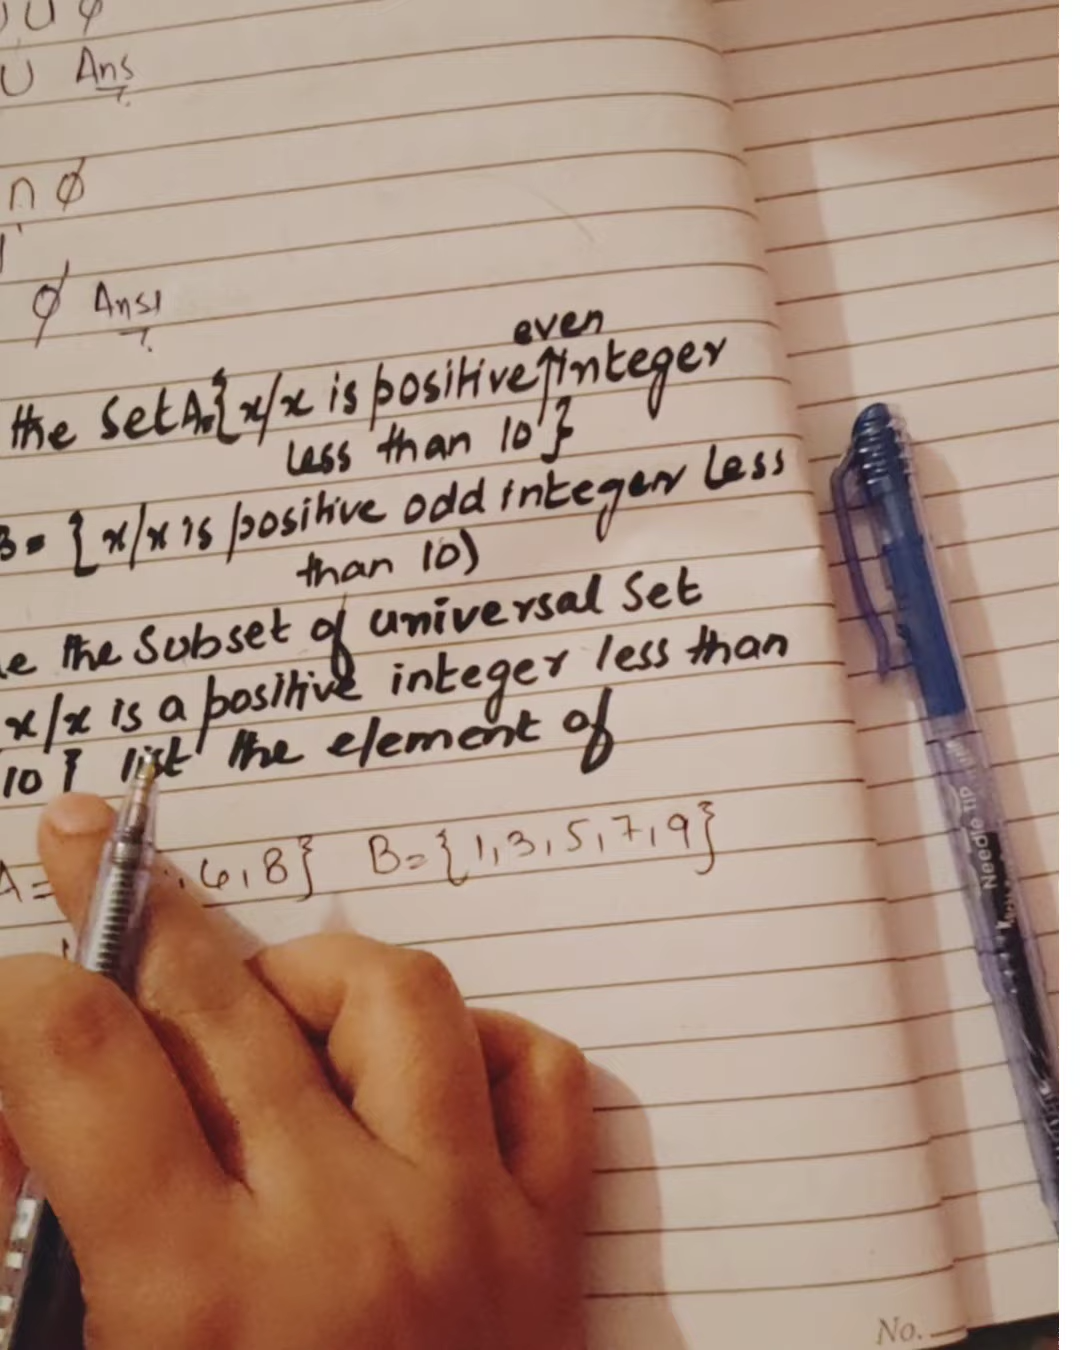 U ∪ φ
U Ans
∩ φ
φ Ans
even
the Set A={x/x is positive ↑ integer
less than 10}
B= {x/x is positive odd integer less
than 10)
the Subset of universal Set
x/x is a positive integer less than
10} list the element of
A= ,6,8} B={1,3,5,7,9}
Needle TIP
No.